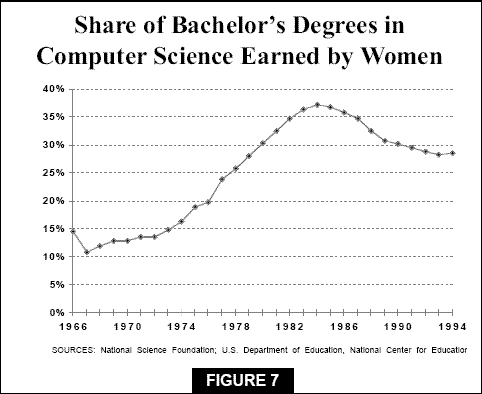 Share of Bachelor's Degrees in
Computer Science Earned by Women
40%
35%
30%
25%
20%
15%
10%
5%
0%
1966 1970 1974 1978 1982 1986 1990 1994
SOURCES: National Science Foundation; U.S. Department of Education, National Center for Education
FIGURE 7